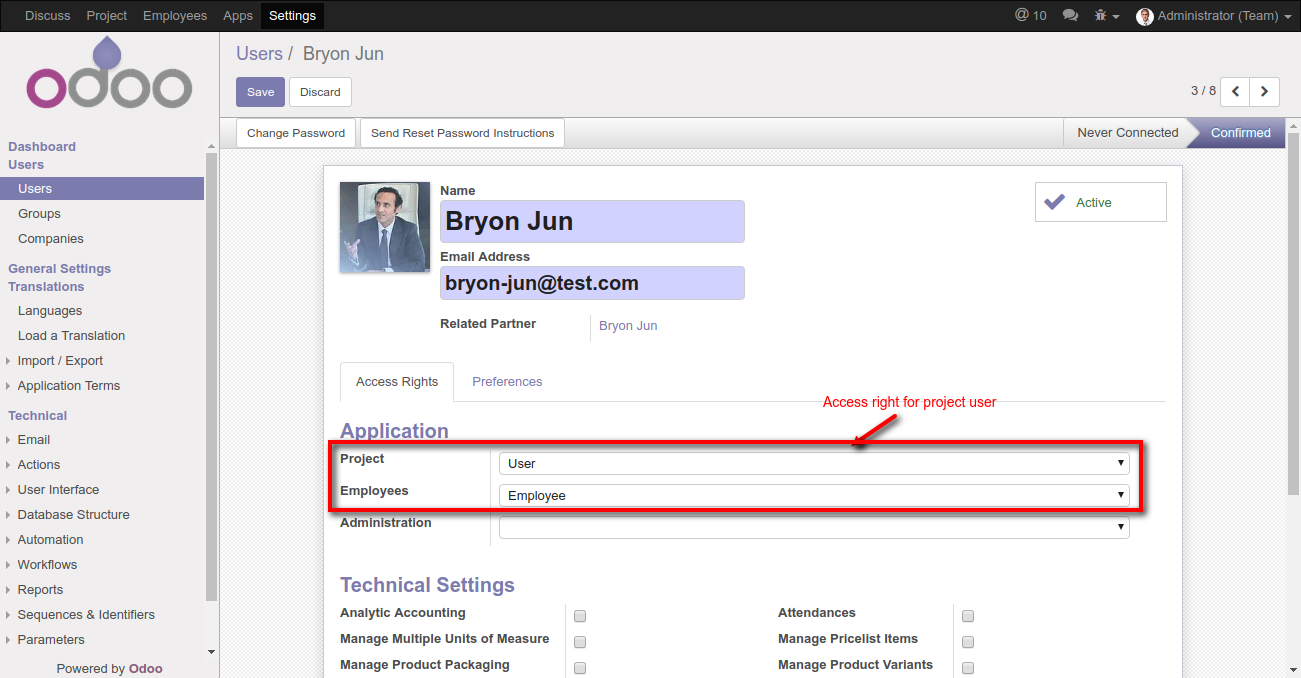 Discuss Project Employees Apps Settings @ 10 Administrator (Team)
odoo
Users / Bryon Jun
Save Discard 3 / 8
Change Password Send Reset Password Instructions Never Connected Confirmed
Dashboard
Users
Users
Groups
Companies
General Settings
Translations
Languages
Load a Translation
Import / Export
Application Terms
Technical
Email
Actions
User Interface
Database Structure
Automation
Workflows
Reports
Sequences & Identifiers
Parameters
Powered by Odoo
Name
Bryon Jun
Active
Email Address
bryon-jun@test.com
Related Partner Bryon Jun
Access Rights Preferences
Access right for project user
Application
Project User
Employees Employee
Administration
Technical Settings
Analytic Accounting Attendances
Manage Multiple Units of Measure Manage Pricelist Items
Manage Product Packaging Manage Product Variants